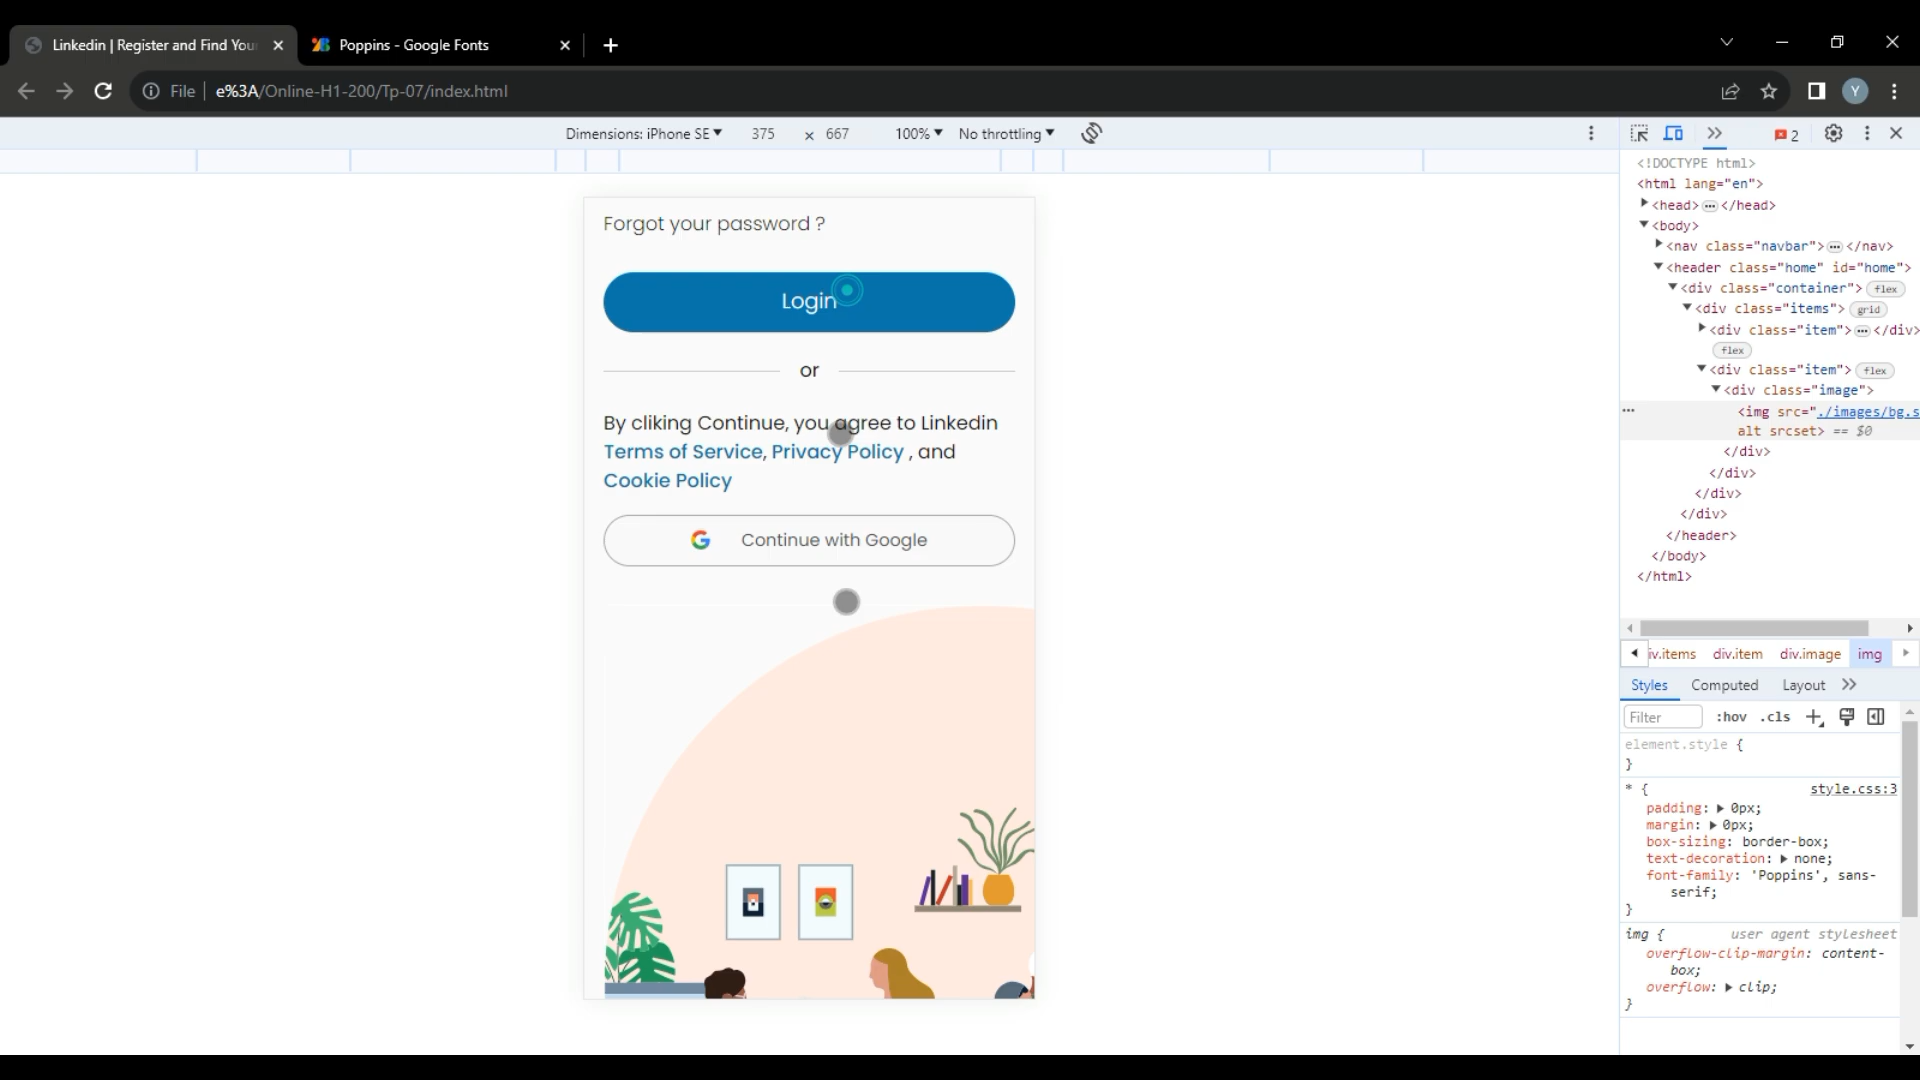 Linkedin | Register and Find You
Poppins - Google Fonts
File e%3A/Online-H1-200/Tp-07/index.html
Y
Dimensions: iPhone SE 375 x 667 100% No throttling
2
Forgot your password ?
Login
or
By cliking Continue, you agree to Linkedin
Terms of Service, Privacy Policy , and
Cookie Policy
Continue with Google
<!DOCTYPE html>
<html lang="en">
<head> … </head>
<body>
<nav class="navbar"> … </nav>
<header class="home" id="home">
<div class="container"> flex
<div class="items"> grid
<div class="item"> … </div>
flex
<div class="item"> flex
<div class="image">
<img src="./images/bg.s
alt srcset> == $0
</div>
</div>
</div>
</div>
</header>
</body>
</html>
iv.items div.item div.image img
Styles Computed Layout
Filter :hov .cls
element.style {
}
* { style.css:3
padding: 0px;
margin: 0px;
box-sizing: border-box;
text-decoration: none;
font-family: 'Poppins', sans-
serif;
}
img { user agent stylesheet
overflow-clip-margin: content-
box;
overflow: clip;
}